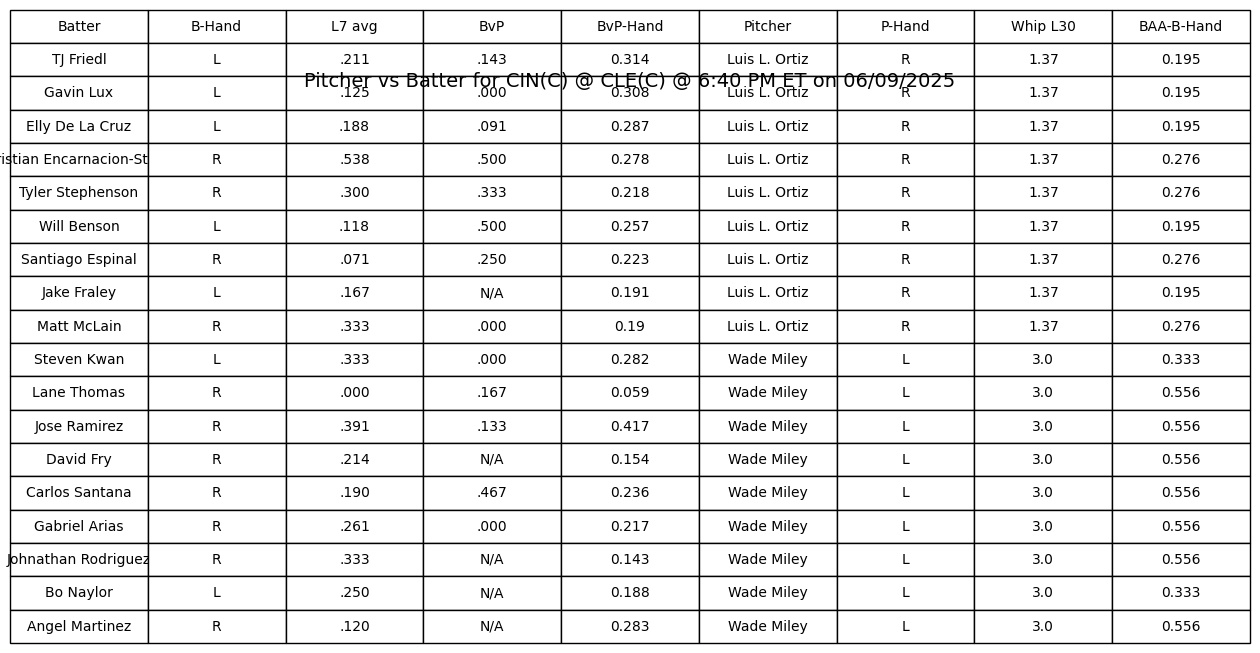 Batter B-Hand L7 avg BvP BvP-Hand Pitcher P-Hand Whip L30 BAA-B-Hand
TJ Friedl L .211 .143 0.314 Luis L. Ortiz R 1.37 0.195
Pitcher vs Batter for CIN(C) @ CLE(C) @ 6:40 PM ET on 06/09/2025
Gavin Lux L .125 .000 0.308 Luis L. Ortiz R 1.37 0.195
Elly De La Cruz L .188 .091 0.287 Luis L. Ortiz R 1.37 0.195
ristian Encarnacion-St R .538 .500 0.278 Luis L. Ortiz R 1.37 0.276
Tyler Stephenson R .300 .333 0.218 Luis L. Ortiz R 1.37 0.276
Will Benson L .118 .500 0.257 Luis L. Ortiz R 1.37 0.195
Santiago Espinal R .071 .250 0.223 Luis L. Ortiz R 1.37 0.276
Jake Fraley L .167 N/A 0.191 Luis L. Ortiz R 1.37 0.195
Matt McLain R .333 .000 0.19 Luis L. Ortiz R 1.37 0.276
Steven Kwan L .333 .000 0.282 Wade Miley L 3.0 0.333
Lane Thomas R .000 .167 0.059 Wade Miley L 3.0 0.556
Jose Ramirez R .391 .133 0.417 Wade Miley L 3.0 0.556
David Fry R .214 N/A 0.154 Wade Miley L 3.0 0.556
Carlos Santana R .190 .467 0.236 Wade Miley L 3.0 0.556
Gabriel Arias R .261 .000 0.217 Wade Miley L 3.0 0.556
Johnathan Rodriguez R .333 N/A 0.143 Wade Miley L 3.0 0.556
Bo Naylor L .250 N/A 0.188 Wade Miley L 3.0 0.333
Angel Martinez R .120 N/A 0.283 Wade Miley L 3.0 0.556